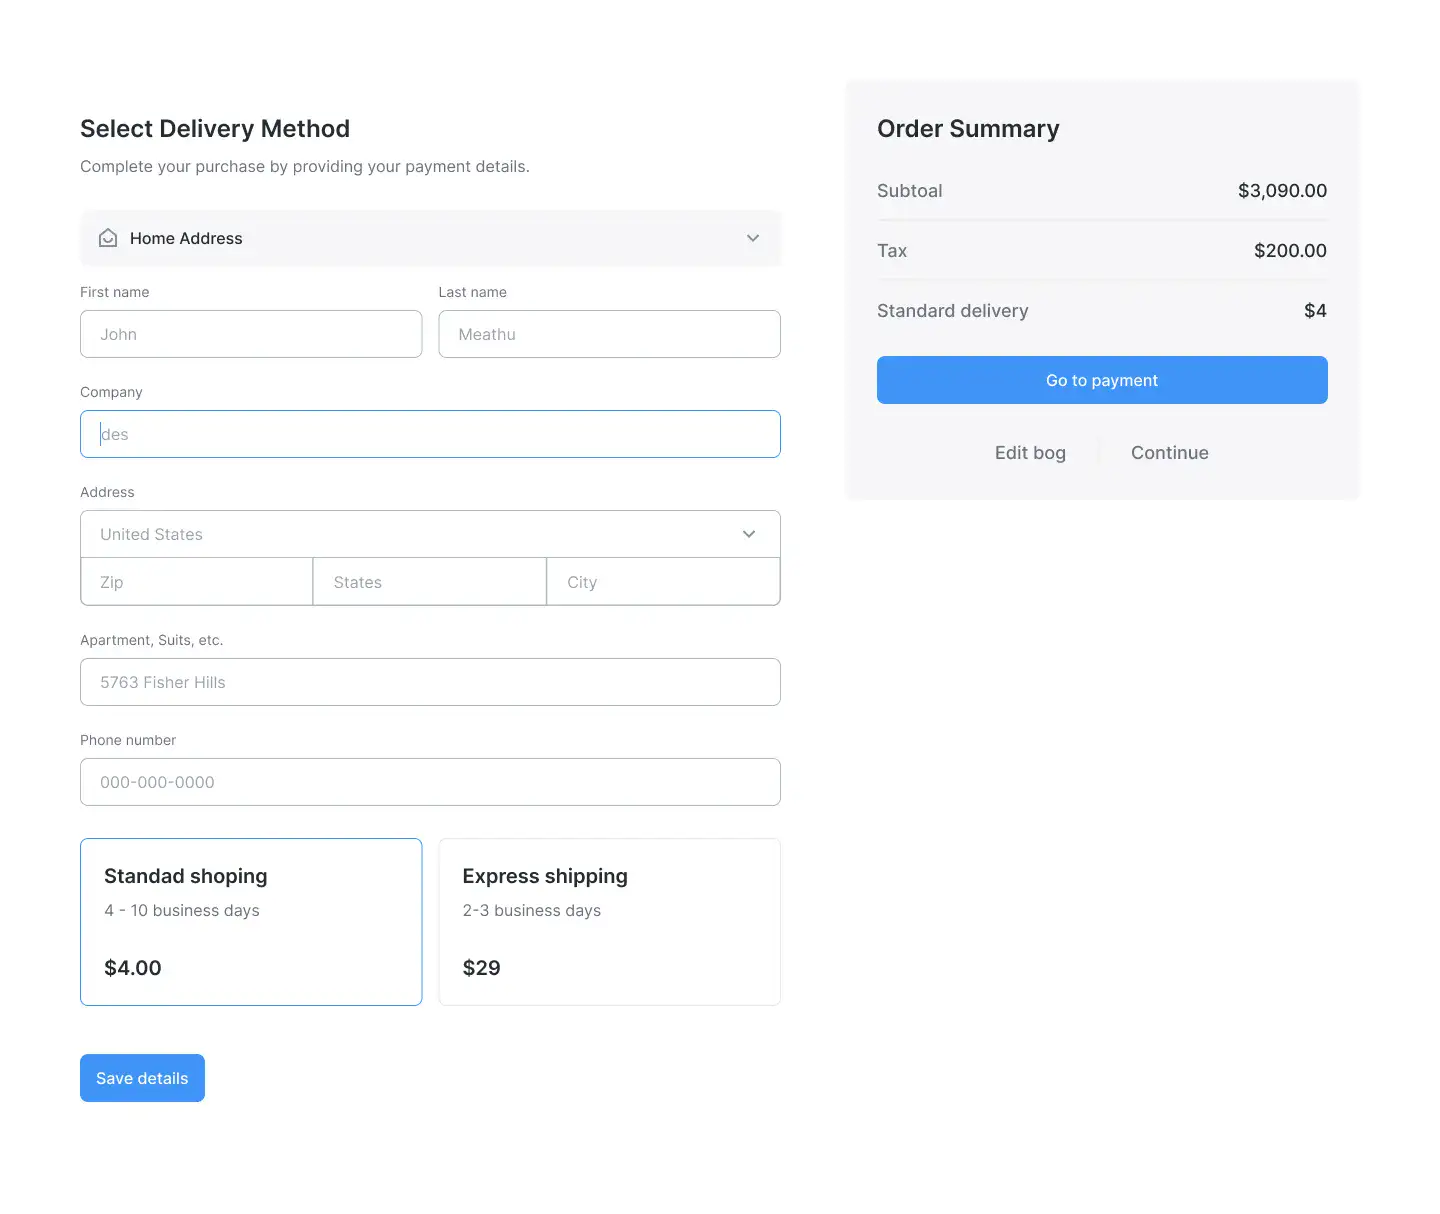 Select Delivery Method
Complete your purchase by providing your payment details.
Home Address
First name
Last name
John
Meathu
Company
des
Address
United States
Zip
States
City
Apartment, Suits, etc.
5763 Fisher Hills
Phone number
000-000-0000
Standad shoping
4 - 10 business days
$4.00
Express shipping
2-3 business days
$29
Save details
Order Summary
Subtoal
$3,090.00
Tax
$200.00
Standard delivery
$4
Go to payment
Edit bog
Continue